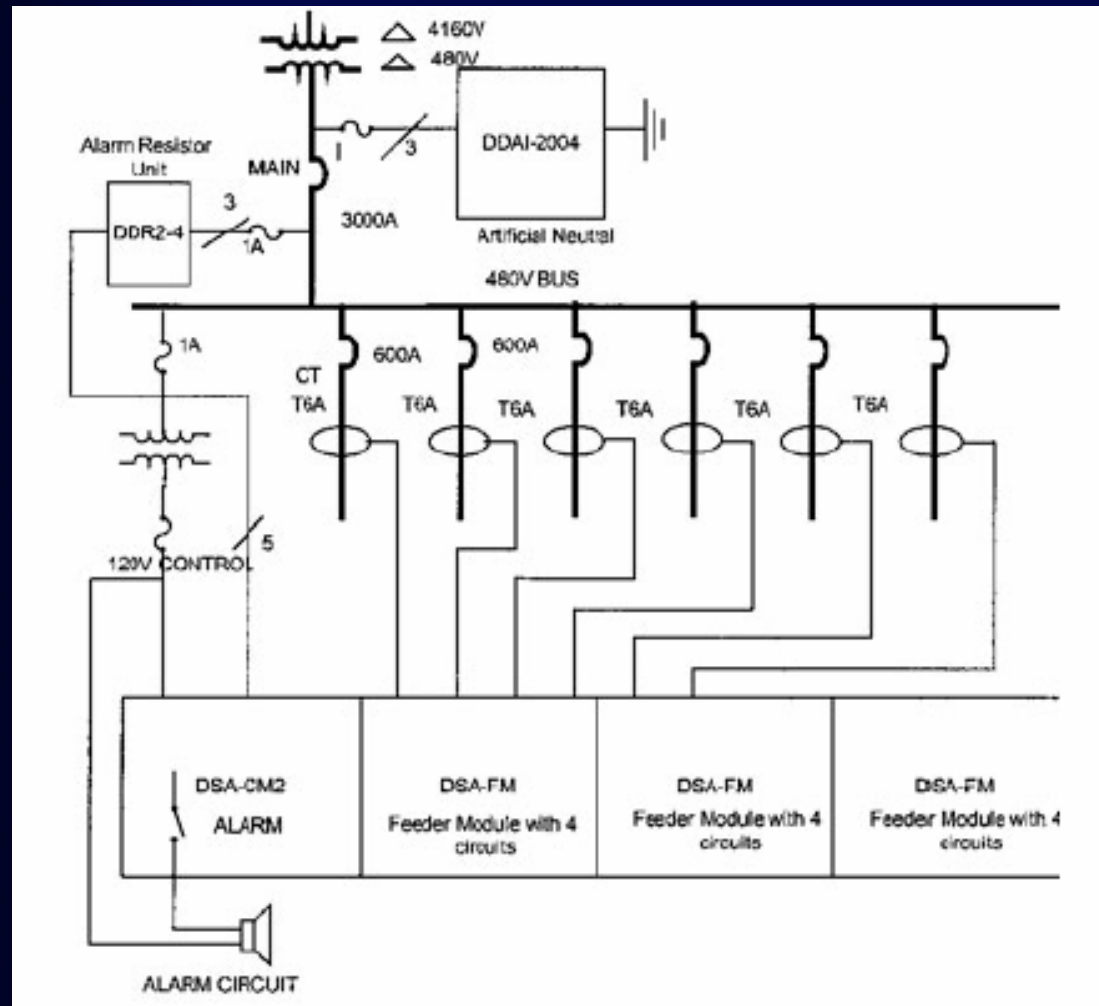 4160V
480V
DDAI-2004
3
Alarm Resistor
Unit
MAIN
3
DDR2-4
1A
3000A
Artificial Neutral
480V BUS
1A
600A
600A
CT
T6A
T6A
T6A
T6A
T6A
T6A
5
120V CONTROL
DSA-CM2
ALARM
DSA-FM
Feeder Module with 4
circuits
DSA-FM
Feeder Module with 4
circuits
DSA-FM
Feeder Module with 4
circuits
ALARM CIRCUIT